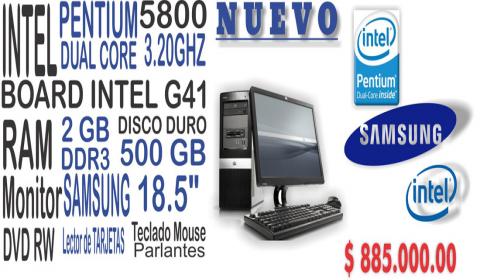 INTEL PENTIUM DUAL CORE 5800 3.20GHZ
BOARD INTEL G41
RAM 2 GB DDR3 DISCO DURO 500 GB
Monitor SAMSUNG 18.5"
DVD RW Lector de TARJETAS Teclado Mouse Parlantes
NUEVO
intel
Pentium
Dual-Core inside
SAMSUNG
intel
$ 885.000.00